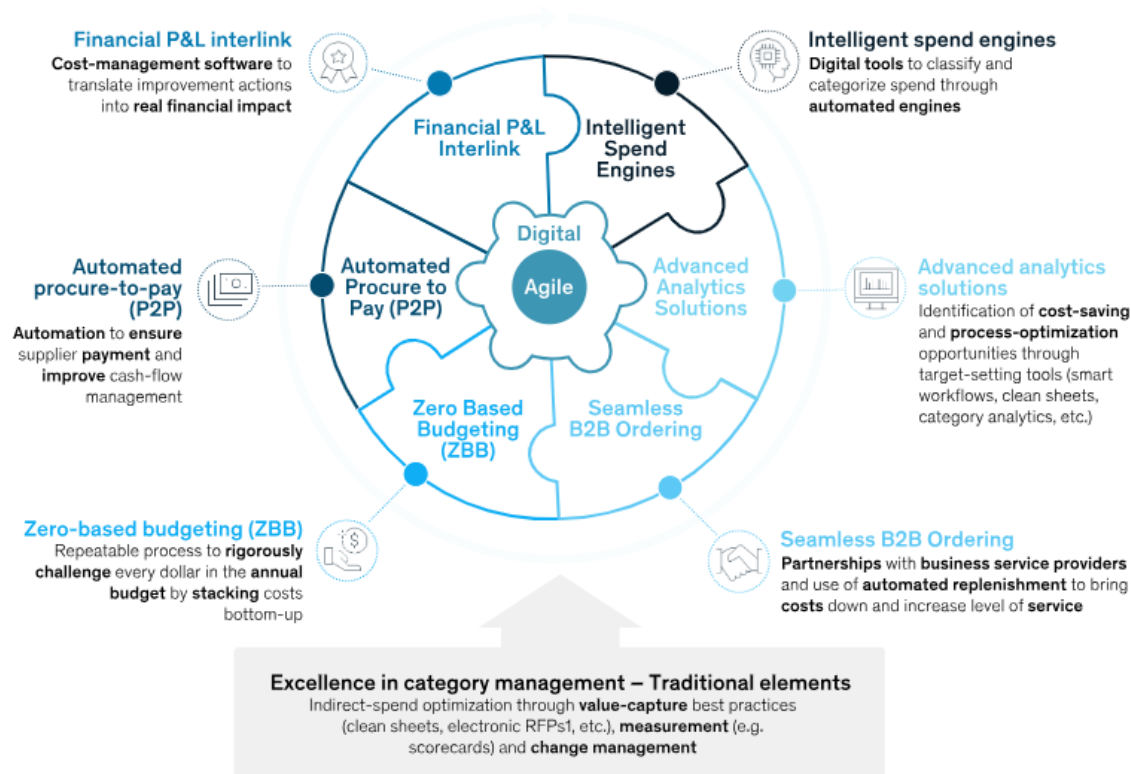 Financial P&L interlink
Cost-management software to
translate improvement actions
into real financial impact
Intelligent spend engines
Digital tools to classify and
categorize spend through
automated engines
Financial P&L
Interlink
Intelligent
Spend
Engines
Digital
Agile
Automated
procure-to-pay
(P2P)
Automation to ensure
supplier payment and
improve cash-flow
management
Automated
Procure to
Pay (P2P)
Advanced
Analytics
Solutions
Advanced analytics
solutions
Identification of cost-saving
and process-optimization
opportunities through
target-setting tools (smart
workflows, clean sheets,
category analytics, etc.)
Zero Based
Budgeting
(ZBB)
Seamless
B2B Ordering
Zero-based budgeting (ZBB)
Repeatable process to rigorously
challenge every dollar in the annual
budget by stacking costs
bottom-up
$
Seamless B2B Ordering
Partnerships with business service providers
and use of automated replenishment to bring
costs down and increase level of service
Excellence in category management – Traditional elements
Indirect-spend optimization through value-capture best practices
(clean sheets, electronic RFPs1, etc.), measurement (e.g.
scorecards) and change management